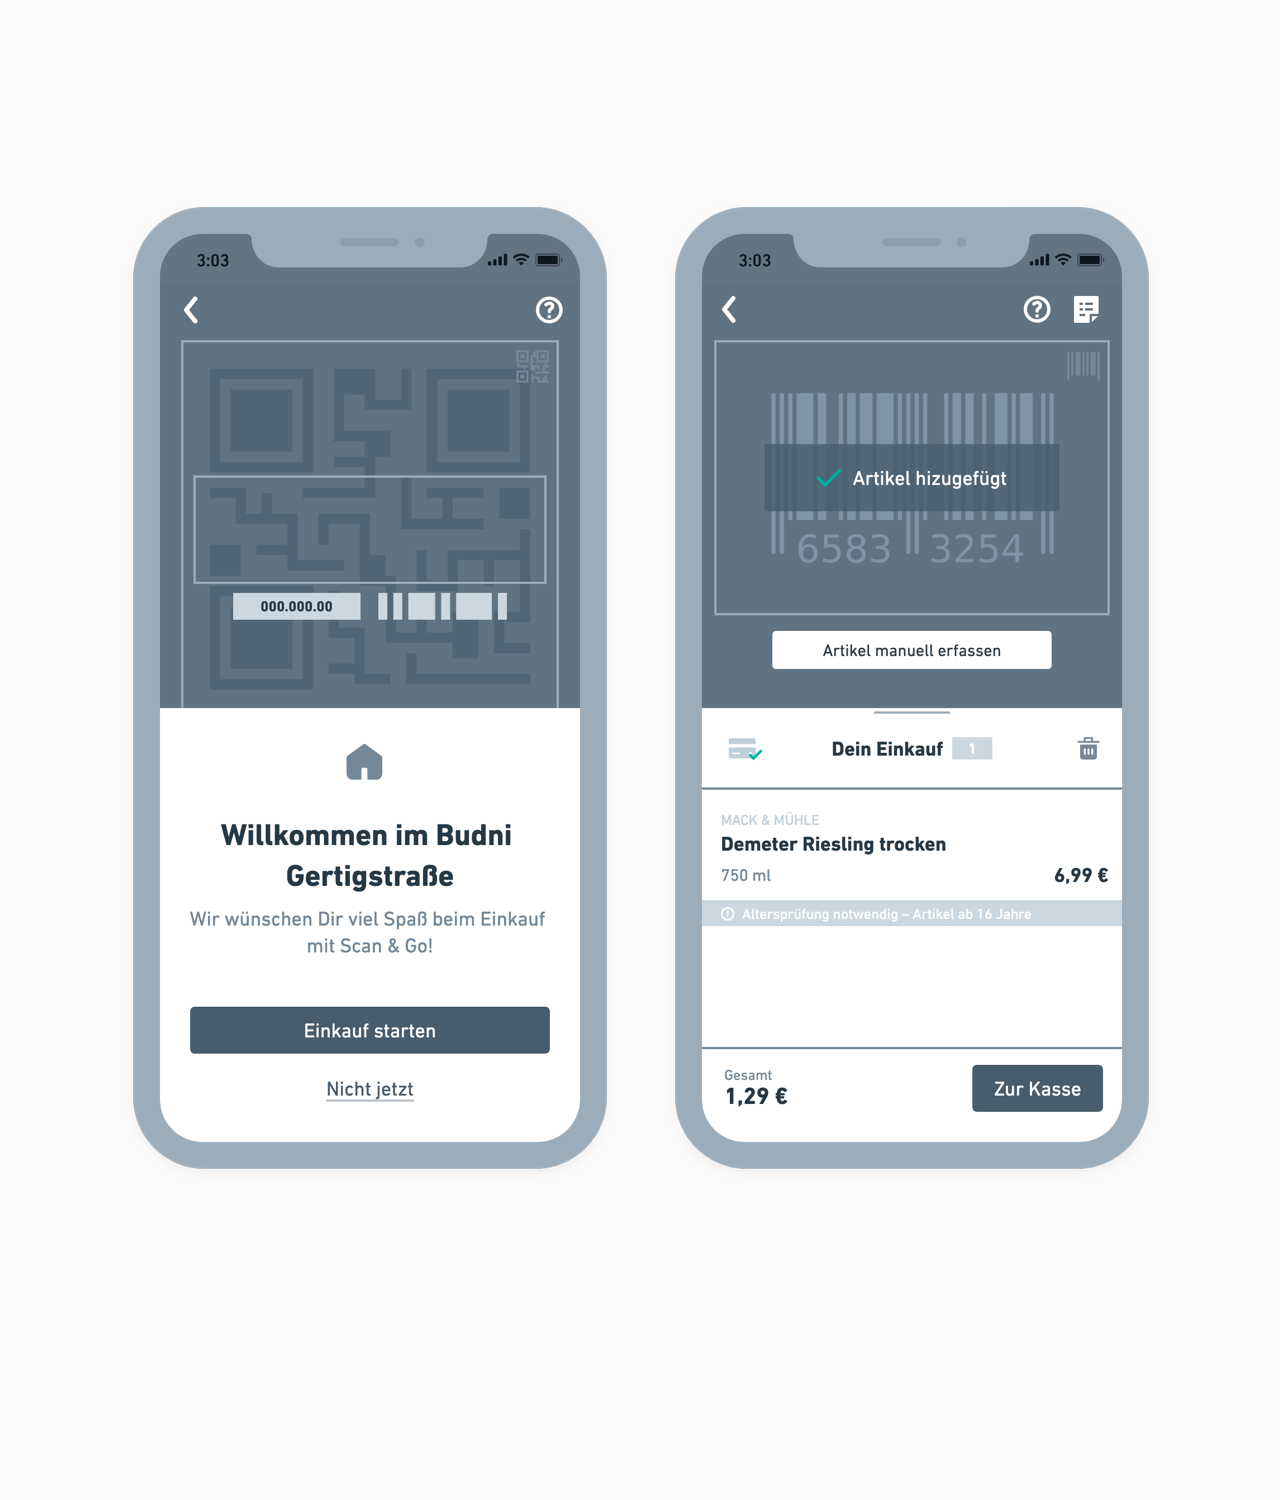 3:03
000.000.00
Willkommen im Budni
Gertigstraße
Wir wünschen Dir viel Spaß beim Einkauf
mit Scan & Go!
Einkauf starten
Nicht jetzt
3:03
Artikel hizugefügt
6583 3254
Artikel manuell erfassen
Dein Einkauf 1
MACK & MÜHLE
Demeter Riesling trocken
750 ml 6,99 €
Altersprüfung notwendig – Artikel ab 16 Jahre
Gesamt
1,29 €
Zur Kasse